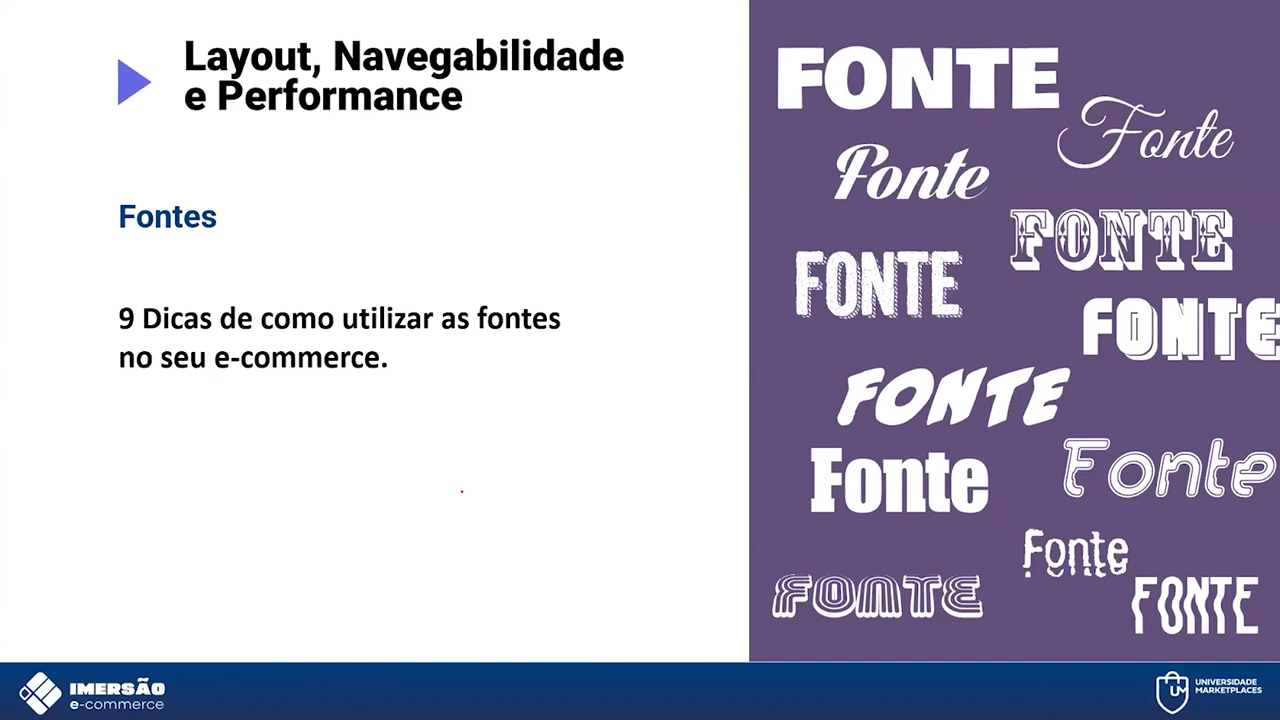 Layout, Navegabilidade
e Performance
Fontes
9 Dicas de como utilizar as fontes
no seu e-commerce.
FONTE
Fonte
Fonte
FONTE
FONTE
FONTE
FONTE
Fonte
Fonte
Fonte
FONTE
FONTE
IMERSÃO
e-commerce
UM
UNIVERSIDADE
MARKETPLACES